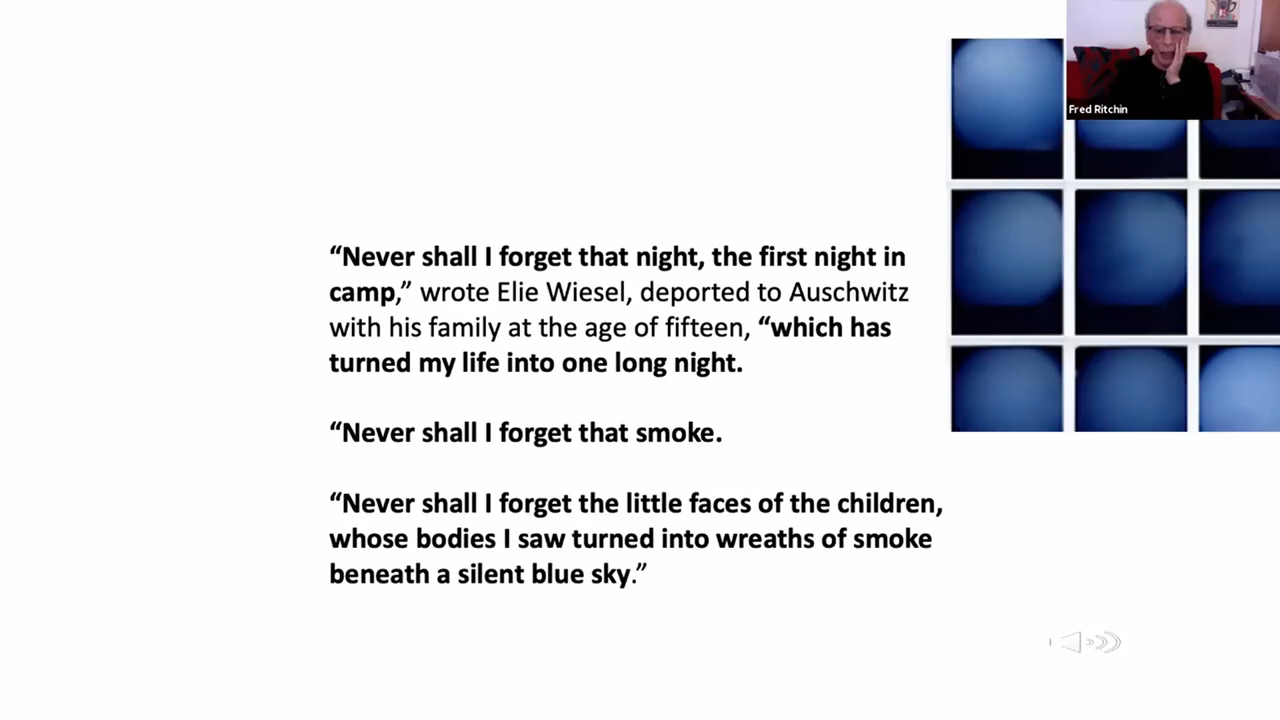 Fred Ritchin
“Never shall I forget that night, the first night in
camp,” wrote Elie Wiesel, deported to Auschwitz
with his family at the age of fifteen, “which has
turned my life into one long night.
“Never shall I forget that smoke.
“Never shall I forget the little faces of the children,
whose bodies I saw turned into wreaths of smoke
beneath a silent blue sky.”